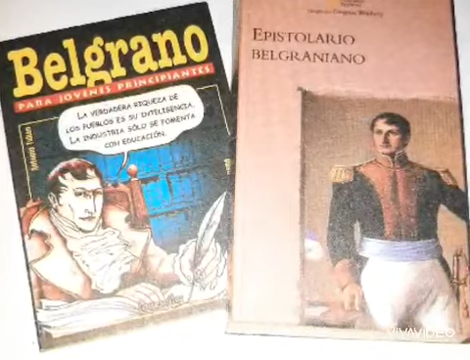 Belgrano
PARA JOVENES PRINCIPIANTES
LA VERDADERA RIQUEZA DE
LOS PUEBLOS ES SU INTELIGENCIA.
LA INDUSTRIA SÓLO SE FOMENTA
CON EDUCACIÓN.
EPISTOLARIO
BELGRANIANO
VIVAVIDEO